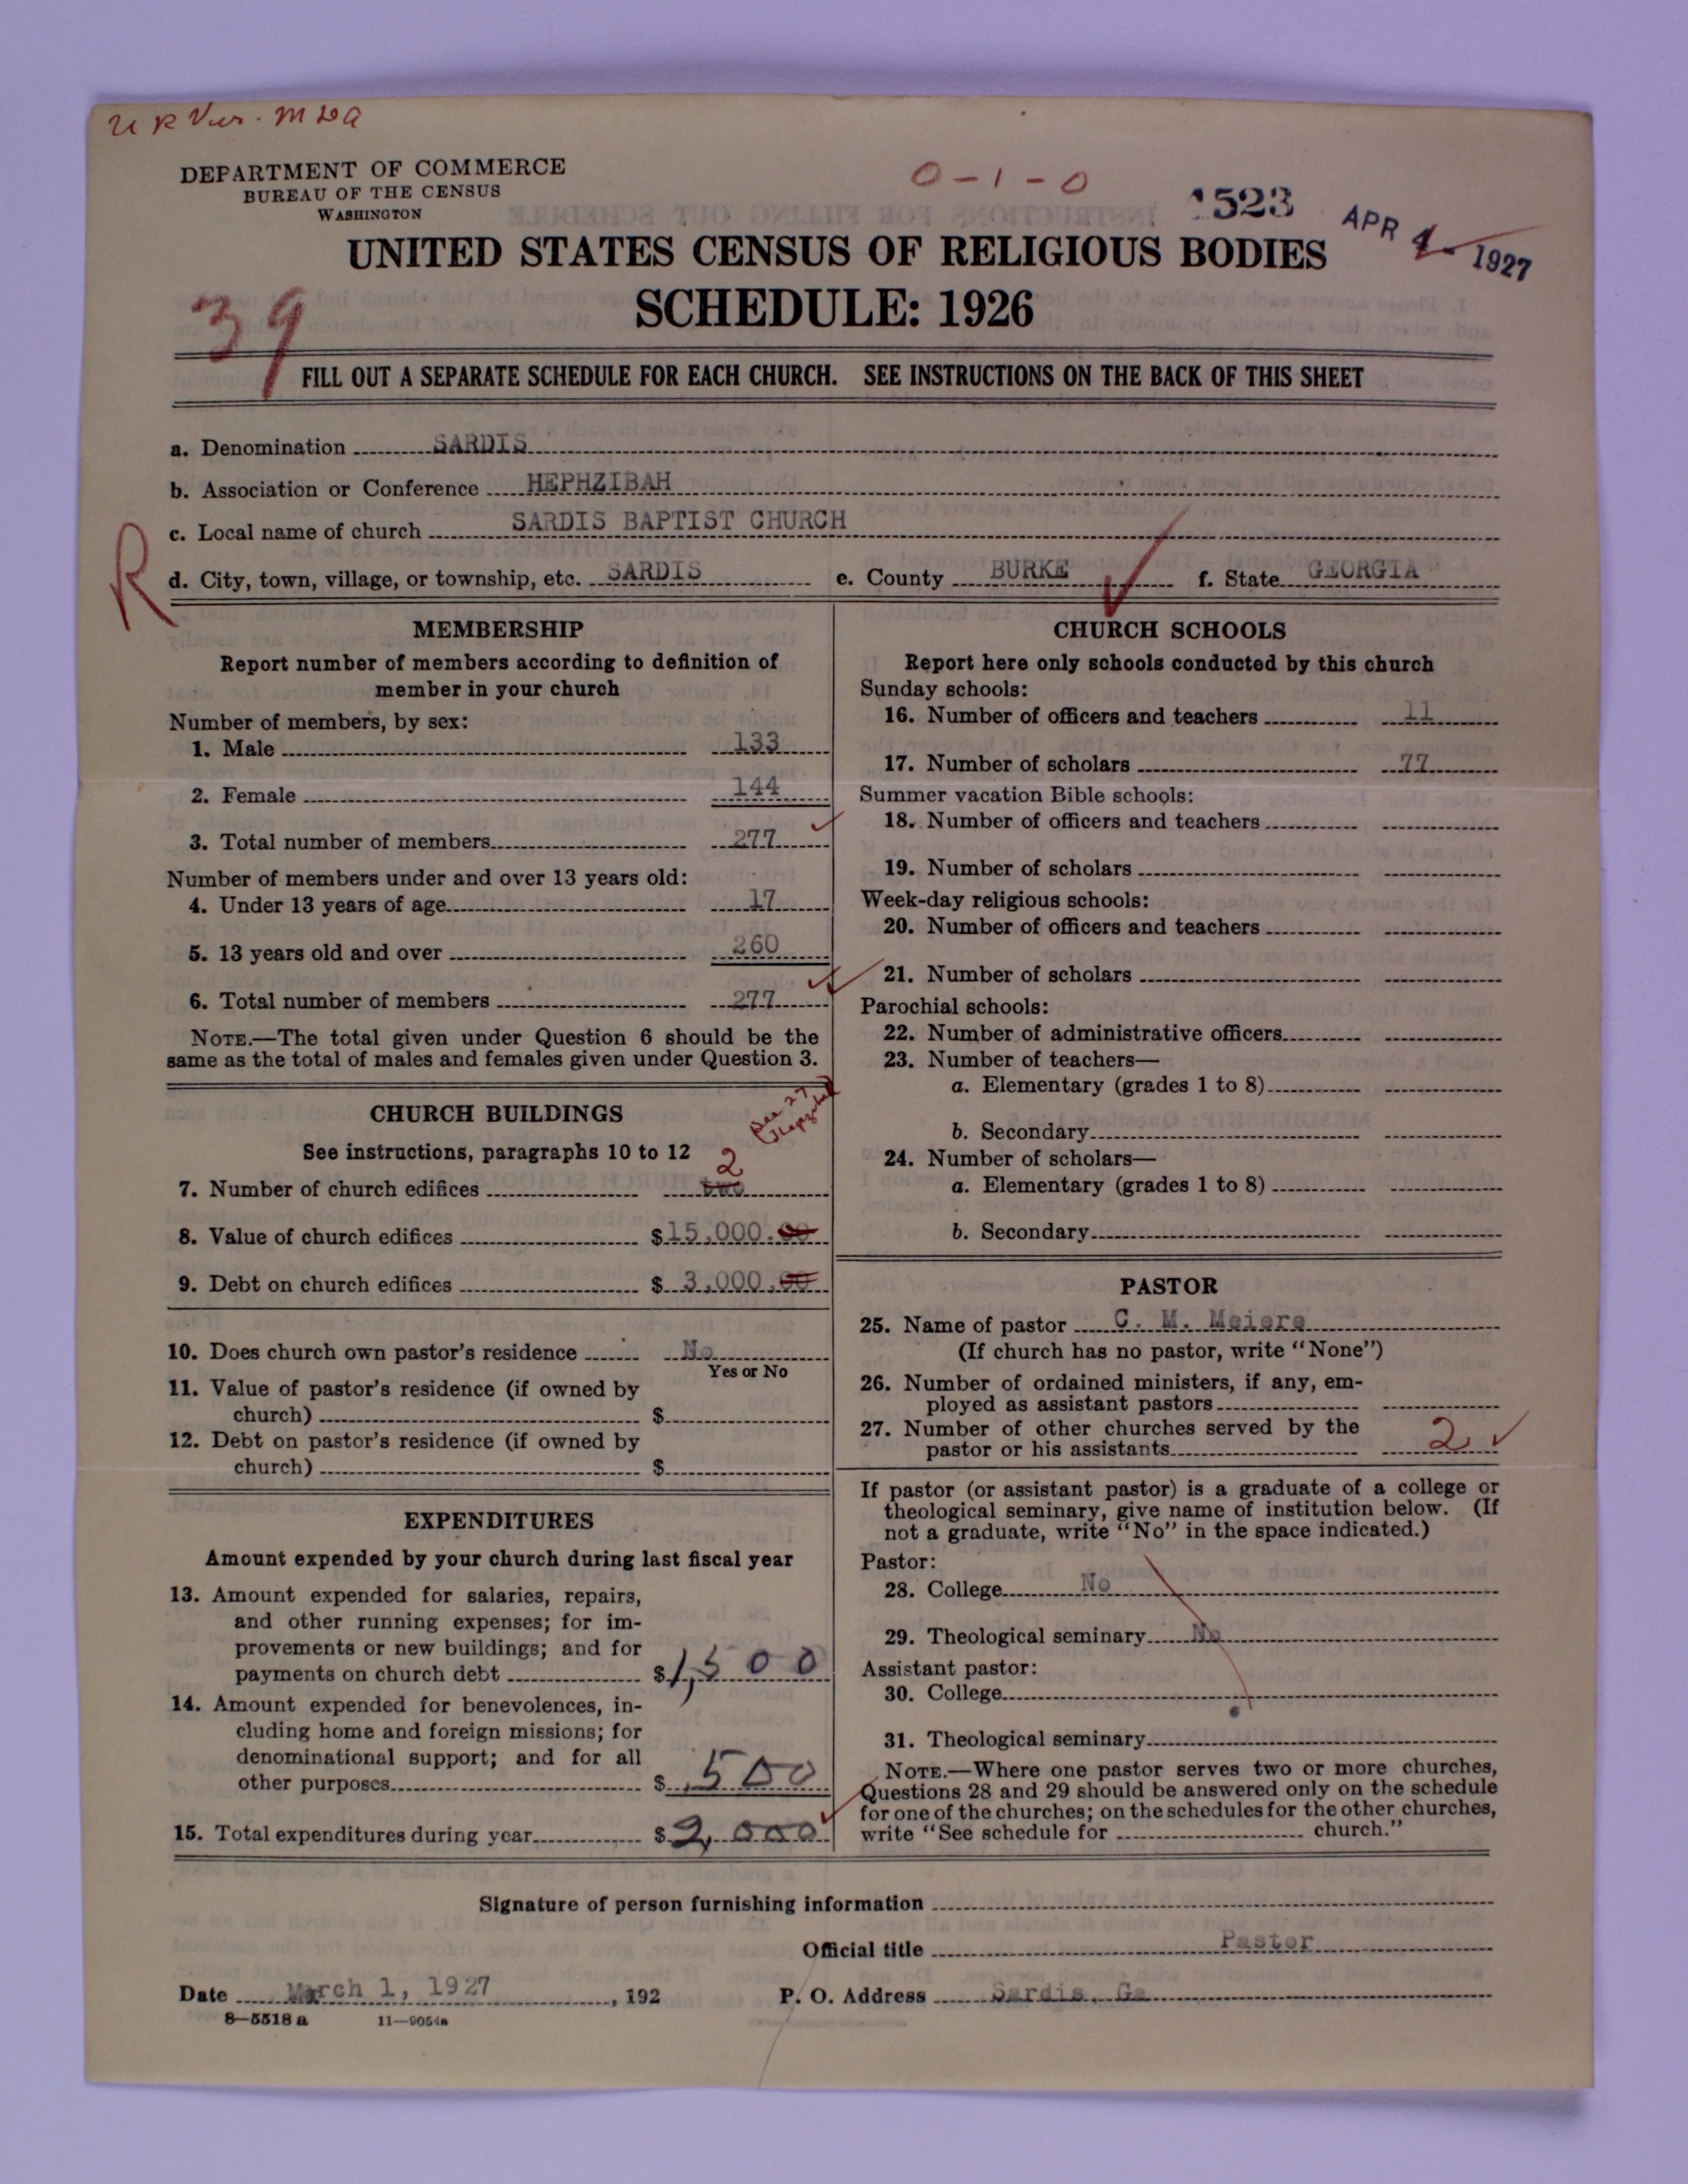 DEPARTMENT OF COMMERCE
BUREAU OF THE CENSUS
WASHINGTON
0-1-0
1523
APR 4 1927
UNITED STATES CENSUS OF RELIGIOUS BODIES
SCHEDULE: 1926
39
FILL OUT A SEPARATE SCHEDULE FOR EACH CHURCH. SEE INSTRUCTIONS ON THE BACK OF THIS SHEET
a. Denomination SARDIS
b. Association or Conference HEPHZIBAH
c. Local name of church SARDIS BAPTIST CHURCH
R
d. City, town, village, or township, etc. SARDIS e. County BURKE f. State GEORGIA
MEMBERSHIP
Report number of members according to definition of
member in your church
Number of members, by sex:
1. Male 133
2. Female 144
3. Total number of members 277
Number of members under and over 13 years old:
4. Under 13 years of age 17
5. 13 years old and over 260
6. Total number of members 277
NOTE.—The total given under Question 6 should be the
same as the total of males and females given under Question 3.
CHURCH BUILDINGS
See instructions, paragraphs 10 to 12
2
7. Number of church edifices two
8. Value of church edifices $15,000.00
9. Debt on church edifices $ 3,000.00
10. Does church own pastor's residence No
Yes or No
11. Value of pastor's residence (if owned by
church) $
12. Debt on pastor's residence (if owned by
church) $
EXPENDITURES
Amount expended by your church during last fiscal year
13. Amount expended for salaries, repairs,
and other running expenses; for im-
provements or new buildings; and for
payments on church debt $1,500
14. Amount expended for benevolences, in-
cluding home and foreign missions; for
denominational support; and for all
other purposes $ 500
15. Total expenditures during year $2,000
CHURCH SCHOOLS
Report here only schools conducted by this church
Sunday schools:
16. Number of officers and teachers 11
17. Number of scholars 77
Summer vacation Bible schools:
18. Number of officers and teachers
19. Number of scholars
Week-day religious schools:
20. Number of officers and teachers
21. Number of scholars
Parochial schools:
22. Number of administrative officers
23. Number of teachers—
a. Elementary (grades 1 to 8)
b. Secondary
24. Number of scholars—
a. Elementary (grades 1 to 8)
b. Secondary
PASTOR
25. Name of pastor C. M. Meiere
(If church has no pastor, write "None")
26. Number of ordained ministers, if any, em-
ployed as assistant pastors
27. Number of other churches served by the
pastor or his assistants 2
If pastor (or assistant pastor) is a graduate of a college or
theological seminary, give name of institution below. (If
not a graduate, write "No" in the space indicated.)
Pastor:
28. College No
29. Theological seminary No
Assistant pastor:
30. College
31. Theological seminary
NOTE.—Where one pastor serves two or more churches,
Questions 28 and 29 should be answered only on the schedule
for one of the churches; on the schedules for the other churches,
write "See schedule for church."
Signature of person furnishing information
Official title Pastor
Date March 1, 1927, 192 P. O. Address Sardis, Ga
8—5518 a 11—9054a